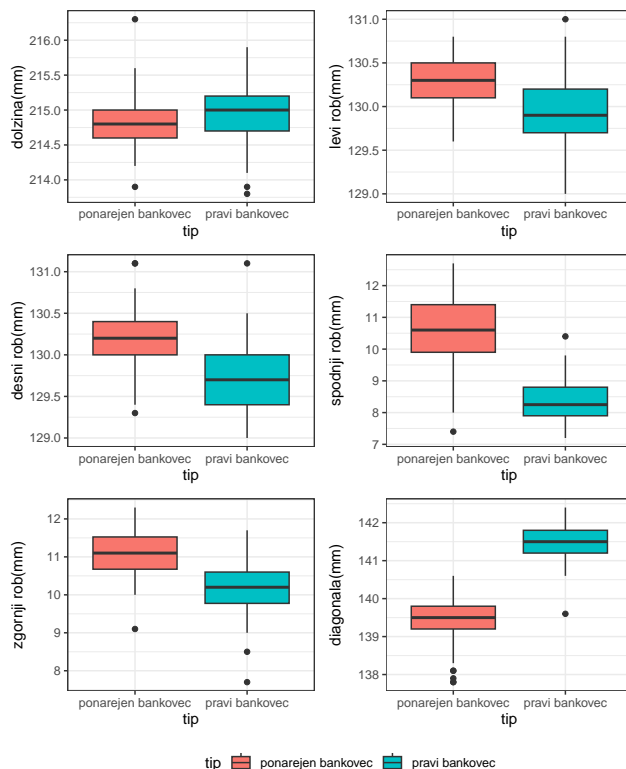 dolzina(mm)
216.0
215.5
215.0
214.5
214.0
ponarejen bankovec pravi bankovec
tip
levi rob(mm)
131.0
130.5
130.0
129.5
129.0
ponarejen bankovec pravi bankovec
tip
desni rob(mm)
131.0
130.5
130.0
129.5
129.0
ponarejen bankovec pravi bankovec
tip
spodnji rob(mm)
12
11
10
9
8
7
ponarejen bankovec pravi bankovec
tip
zgornji rob(mm)
12
11
10
9
8
ponarejen bankovec pravi bankovec
tip
diagonala(mm)
142
141
140
139
138
ponarejen bankovec pravi bankovec
tip
tip ponarejen bankovec pravi bankovec